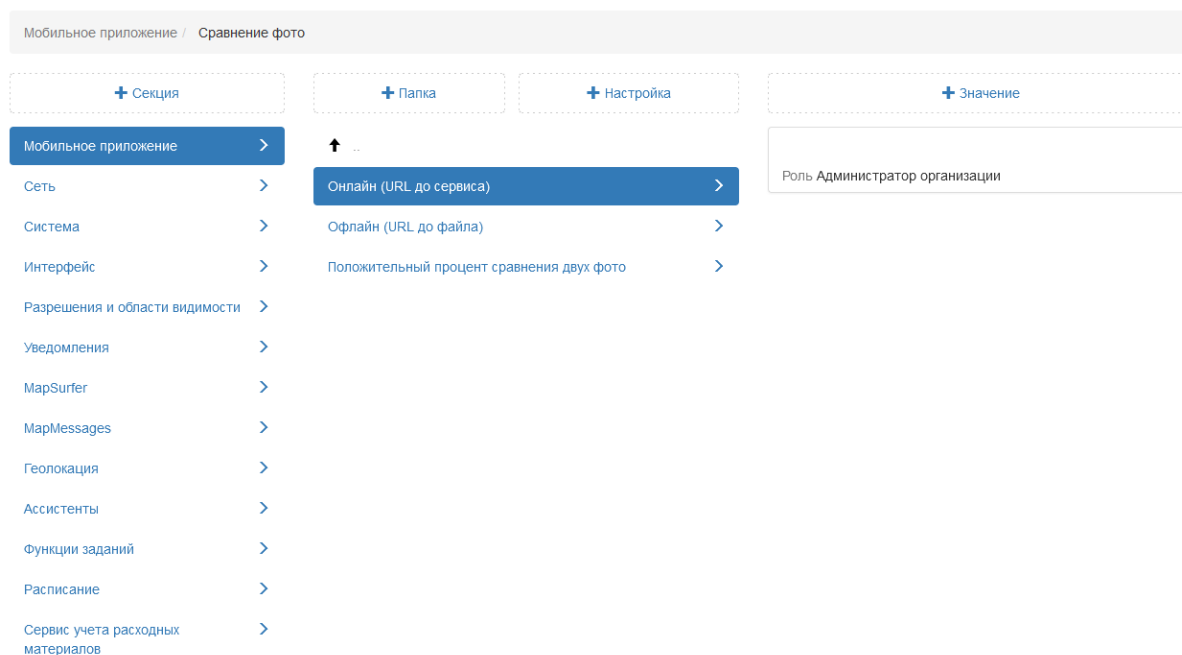 Мобильное приложение / Сравнение фото
+ Секция
+ Папка
+ Настройка
+ Значение
Мобильное приложение
Сеть
Система
Интерфейс
Разрешения и области видимости
Уведомления
MapSurfer
MapMessages
Геолокация
Ассистенты
Функции заданий
Расписание
Сервис учета расходных
материалов
..
Онлайн (URL до сервиса)
Офлайн (URL до файла)
Положительный процент сравнения двух фото
Роль Администратор организации